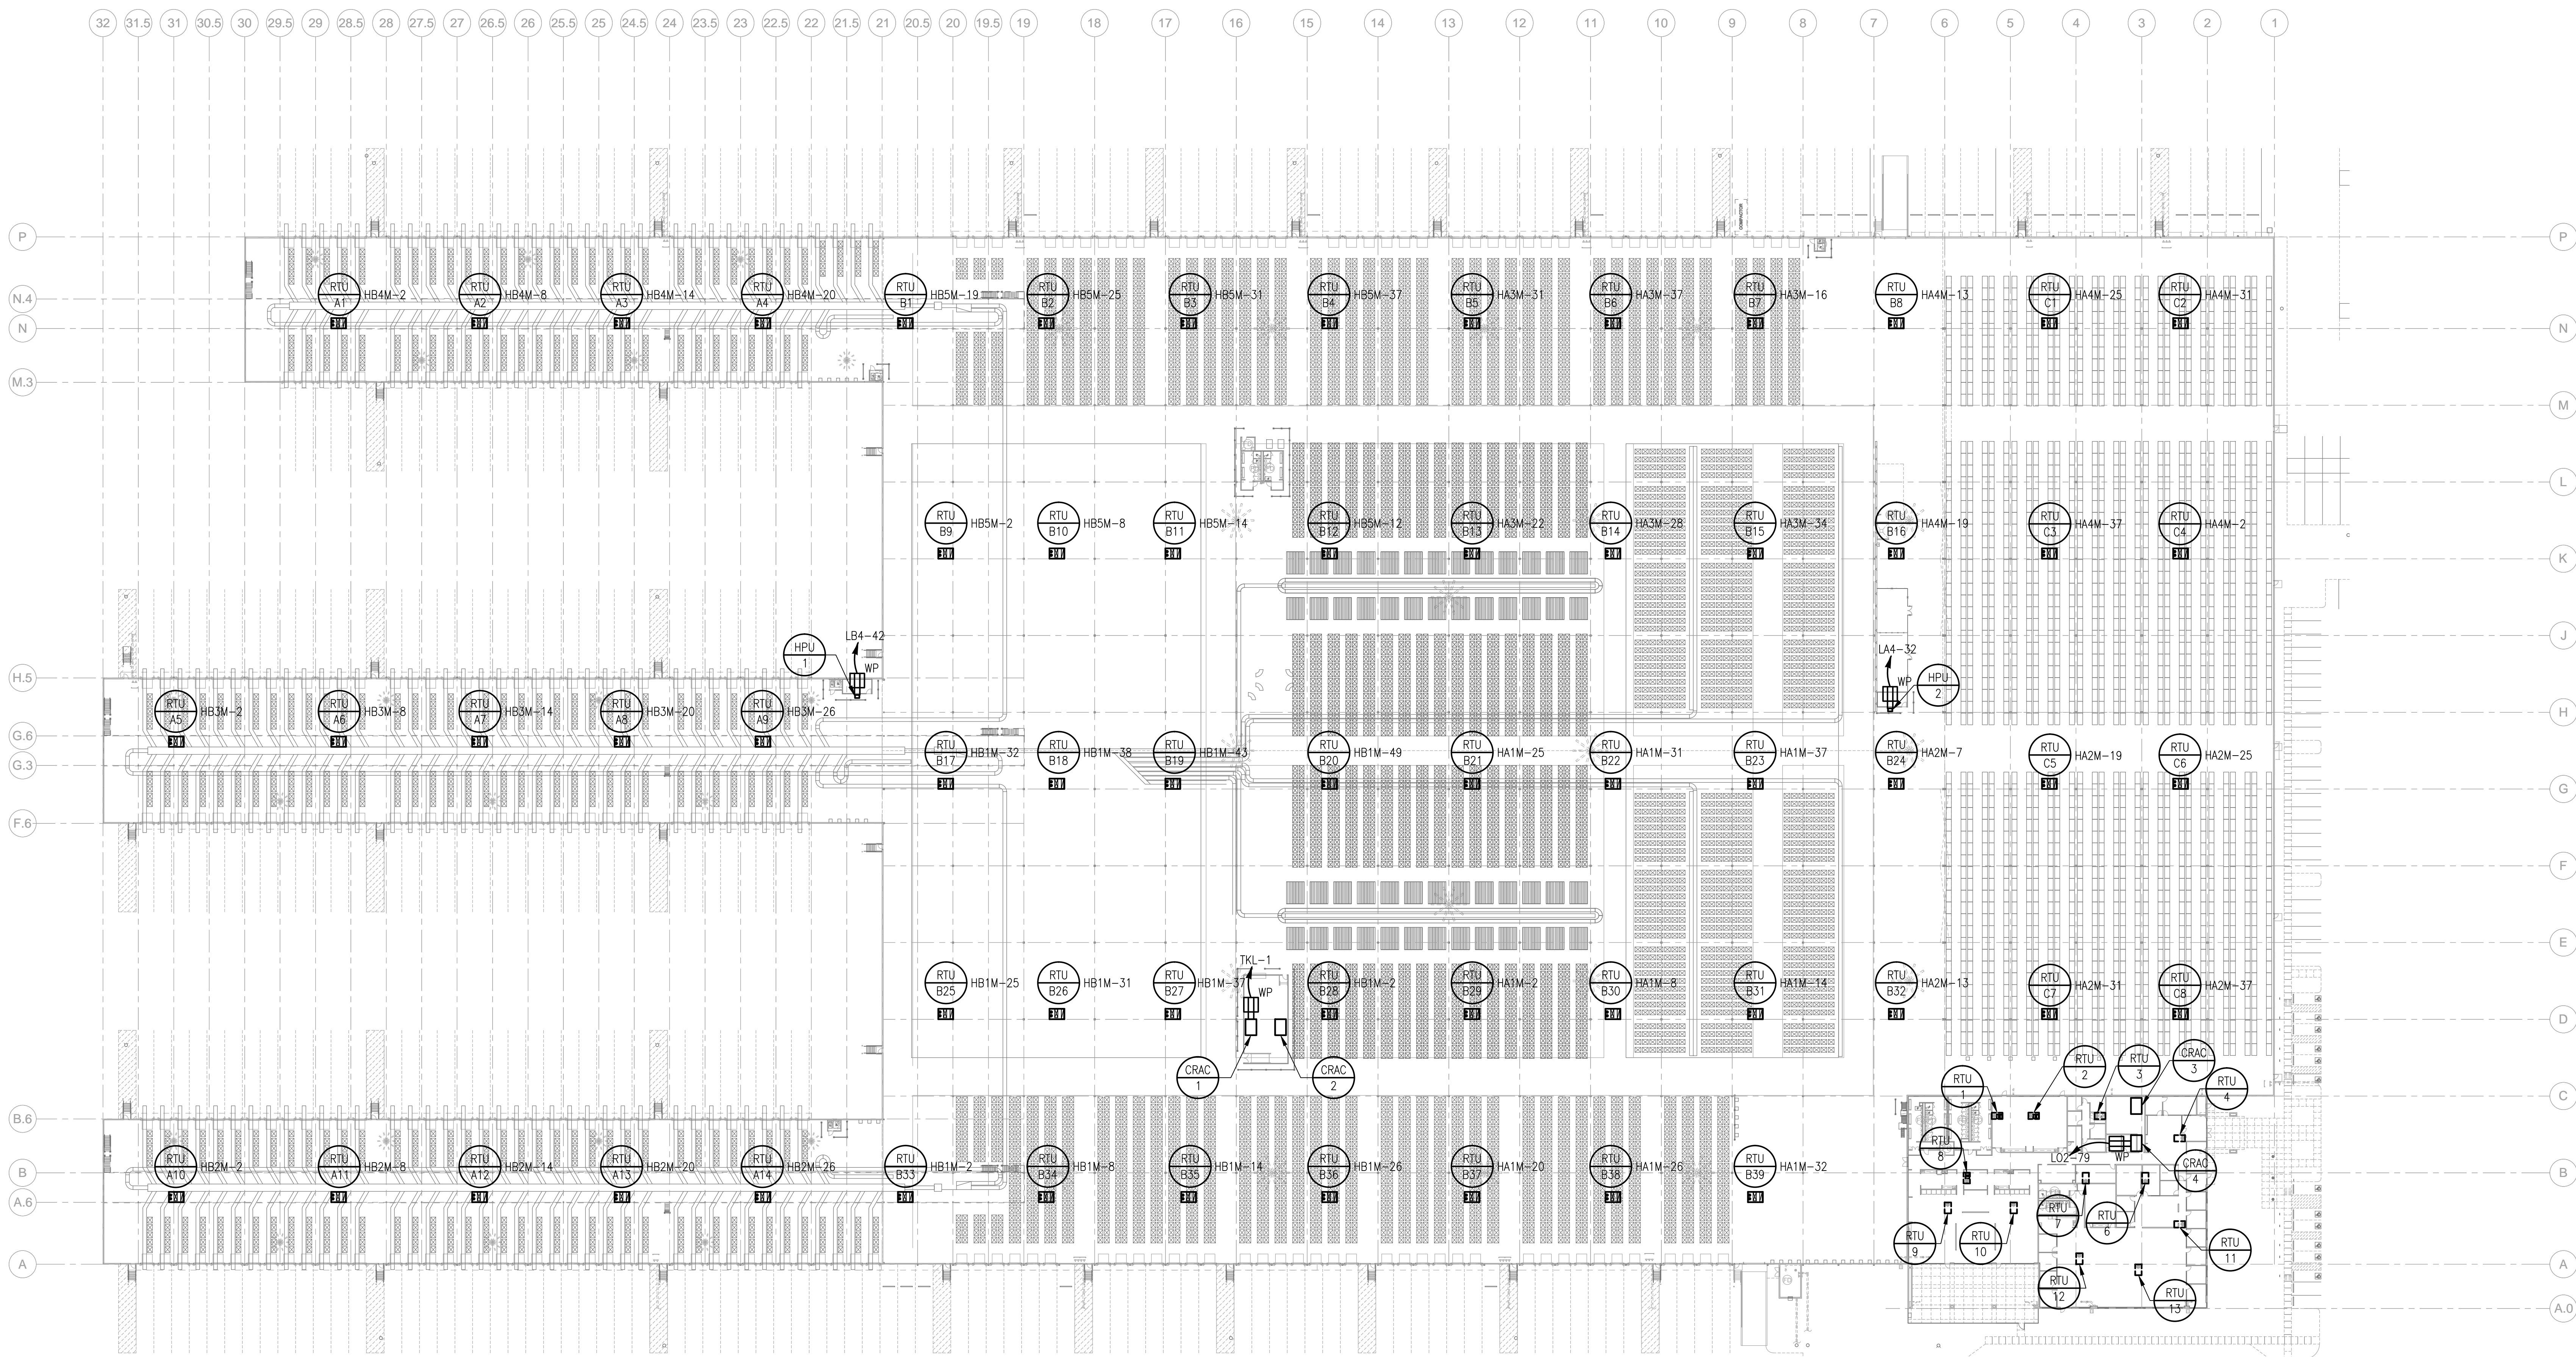 32 31.5 31 30.5 30 29.5 29 28.5 28 27.5 27 26.5 26 25.5 25 24.5 24 23.5 23 22.5 22 21.5 21 20.5 20 19.5 19 18 17 16 15 14 13 12 11 10 9 8 7 6 5 4 3 2 1
COMPACTOR
P P
RTU A1 HB4M-2
RTU A2 HB4M-8
RTU A3 HB4M-14
RTU A4 HB4M-20
RTU B1 HB5M-19
RTU B2 HB5M-25
RTU B3 HB5M-31
RTU B4 HB5M-37
RTU B5 HA3M-31
RTU B6 HA3M-37
RTU B7 HA3M-16
RTU B8 HA4M-13
RTU C1 HA4M-25
RTU C2 HA4M-31
N.4
N N
M.3
M
L
RTU B9 HB5M-2
RTU B10 HB5M-8
RTU B11 HB5M-14
RTU B12 HB5M-12
RTU B13 HA3M-22
RTU B14 HA3M-28
RTU B15 HA3M-34
RTU B16 HA4M-19
RTU C3 HA4M-37
RTU C4 HA4M-2
K
J
HPU 1
LB4-42
WP
LA4-32
WP
HPU 2
H.5
RTU A5 HB3M-2
RTU A6 HB3M-8
RTU A7 HB3M-14
RTU A8 HB3M-20
RTU A9 HB3M-26
H
G.6
RTU B17 HB1M-32
RTU B18 HB1M-38
RTU B19 HB1M-43
RTU B20 HB1M-49
RTU B21 HA1M-25
RTU B22 HA1M-31
RTU B23 HA1M-37
RTU B24 HA2M-7
RTU C5 HA2M-19
RTU C6 HA2M-25
G.3
G
F.6
F
E
TKL-1
WP
RTU B25 HB1M-25
RTU B26 HB1M-31
RTU B27 HB1M-37
RTU B28 HB1M-2
RTU B29 HA1M-2
RTU B30 HA1M-8
RTU B31 HA1M-14
RTU B32 HA2M-13
RTU C7 HA2M-31
RTU C8 HA2M-37
D
CRAC 1
CRAC 2
RTU 1
RTU 2
RTU 3
CRAC 3
RTU 4
C
B.6
RTU 8
LO2-79
WP
CRAC 4
RTU A10 HB2M-2
RTU A11 HB2M-8
RTU A12 HB2M-14
RTU A13 HB2M-20
RTU A14 HB2M-26
RTU B33 HB1M-2
RTU B34 HB1M-8
RTU B35 HB1M-14
RTU B36 HB1M-26
RTU B37 HA1M-20
RTU B38 HA1M-26
RTU B39 HA1M-32
B B
A.6
RTU 7
RTU 6
RTU 9
RTU 10
RTU 11
A A
RTU 12
RTU 13
A.0